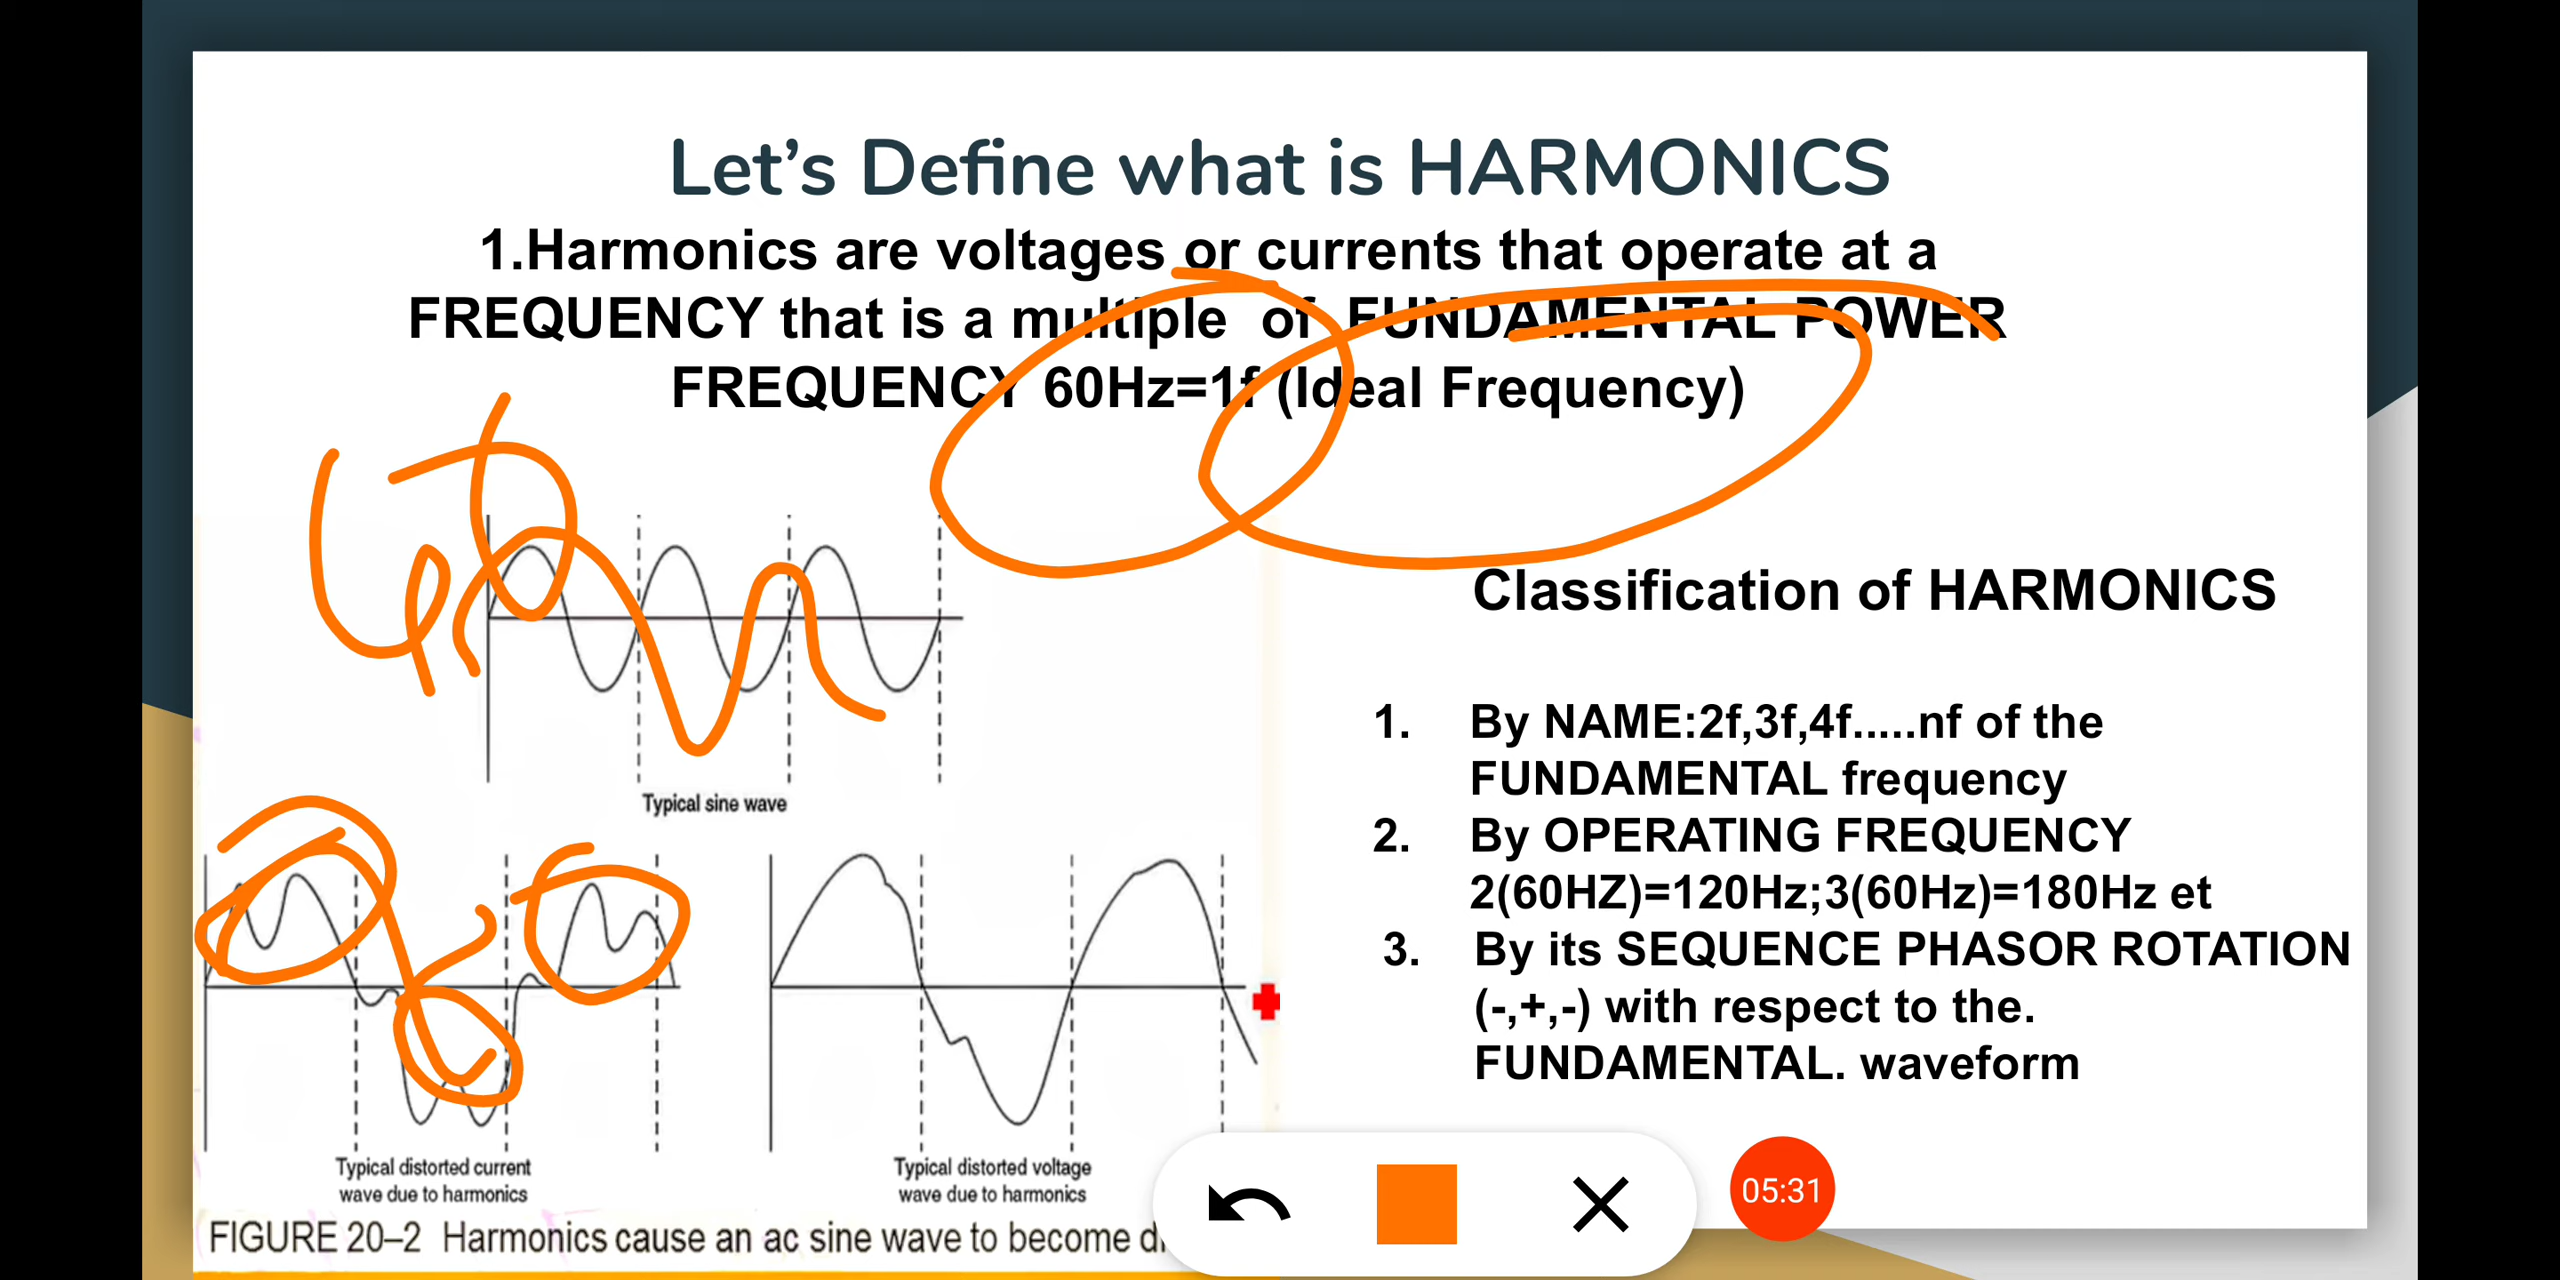 Let's Define what is HARMONICS
1.Harmonics are voltages or currents that operate at a
FREQUENCY that is a multiple of FUNDAMENTAL POWER
FREQUENCY 60Hz=1f (Ideal Frequency)
Typical sine wave
Typical distorted current
wave due to harmonics
Typical distorted voltage
wave due to harmonics
FIGURE 20–2 Harmonics cause an ac sine wave to become
Classification of HARMONICS
1. By NAME:2f,3f,4f.....nf of the
FUNDAMENTAL frequency
2. By OPERATING FREQUENCY
2(60HZ)=120Hz;3(60Hz)=180Hz et
3. By its SEQUENCE PHASOR ROTATION
(-,+,-) with respect to the.
FUNDAMENTAL. waveform
05:31